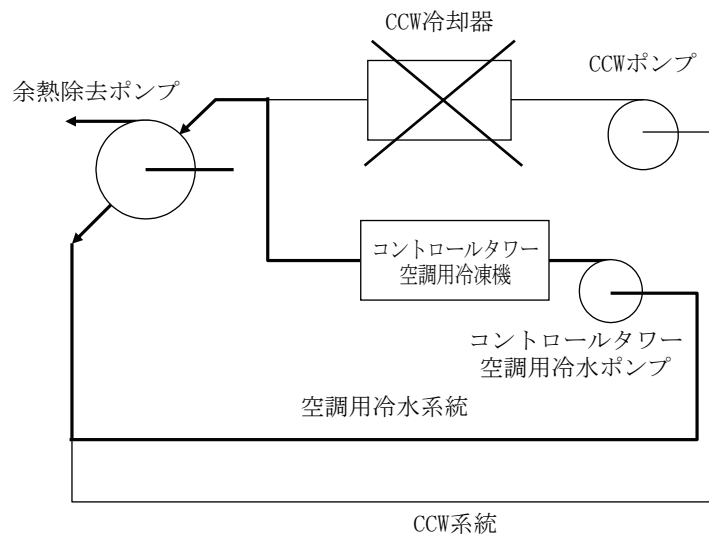 CCW冷却器
CCWポンプ
余熱除去ポンプ
コントロールタワー
空調用冷凍機
コントロールタワー
空調用冷水ポンプ
空調用冷水系統
CCW系統